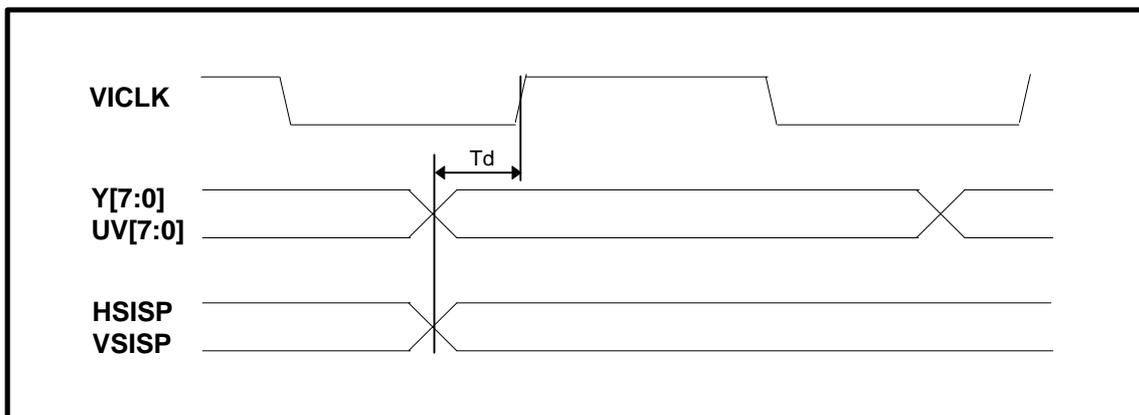 VICLK
Td
Y[7:0]
UV[7:0]
HSISP
VSISP